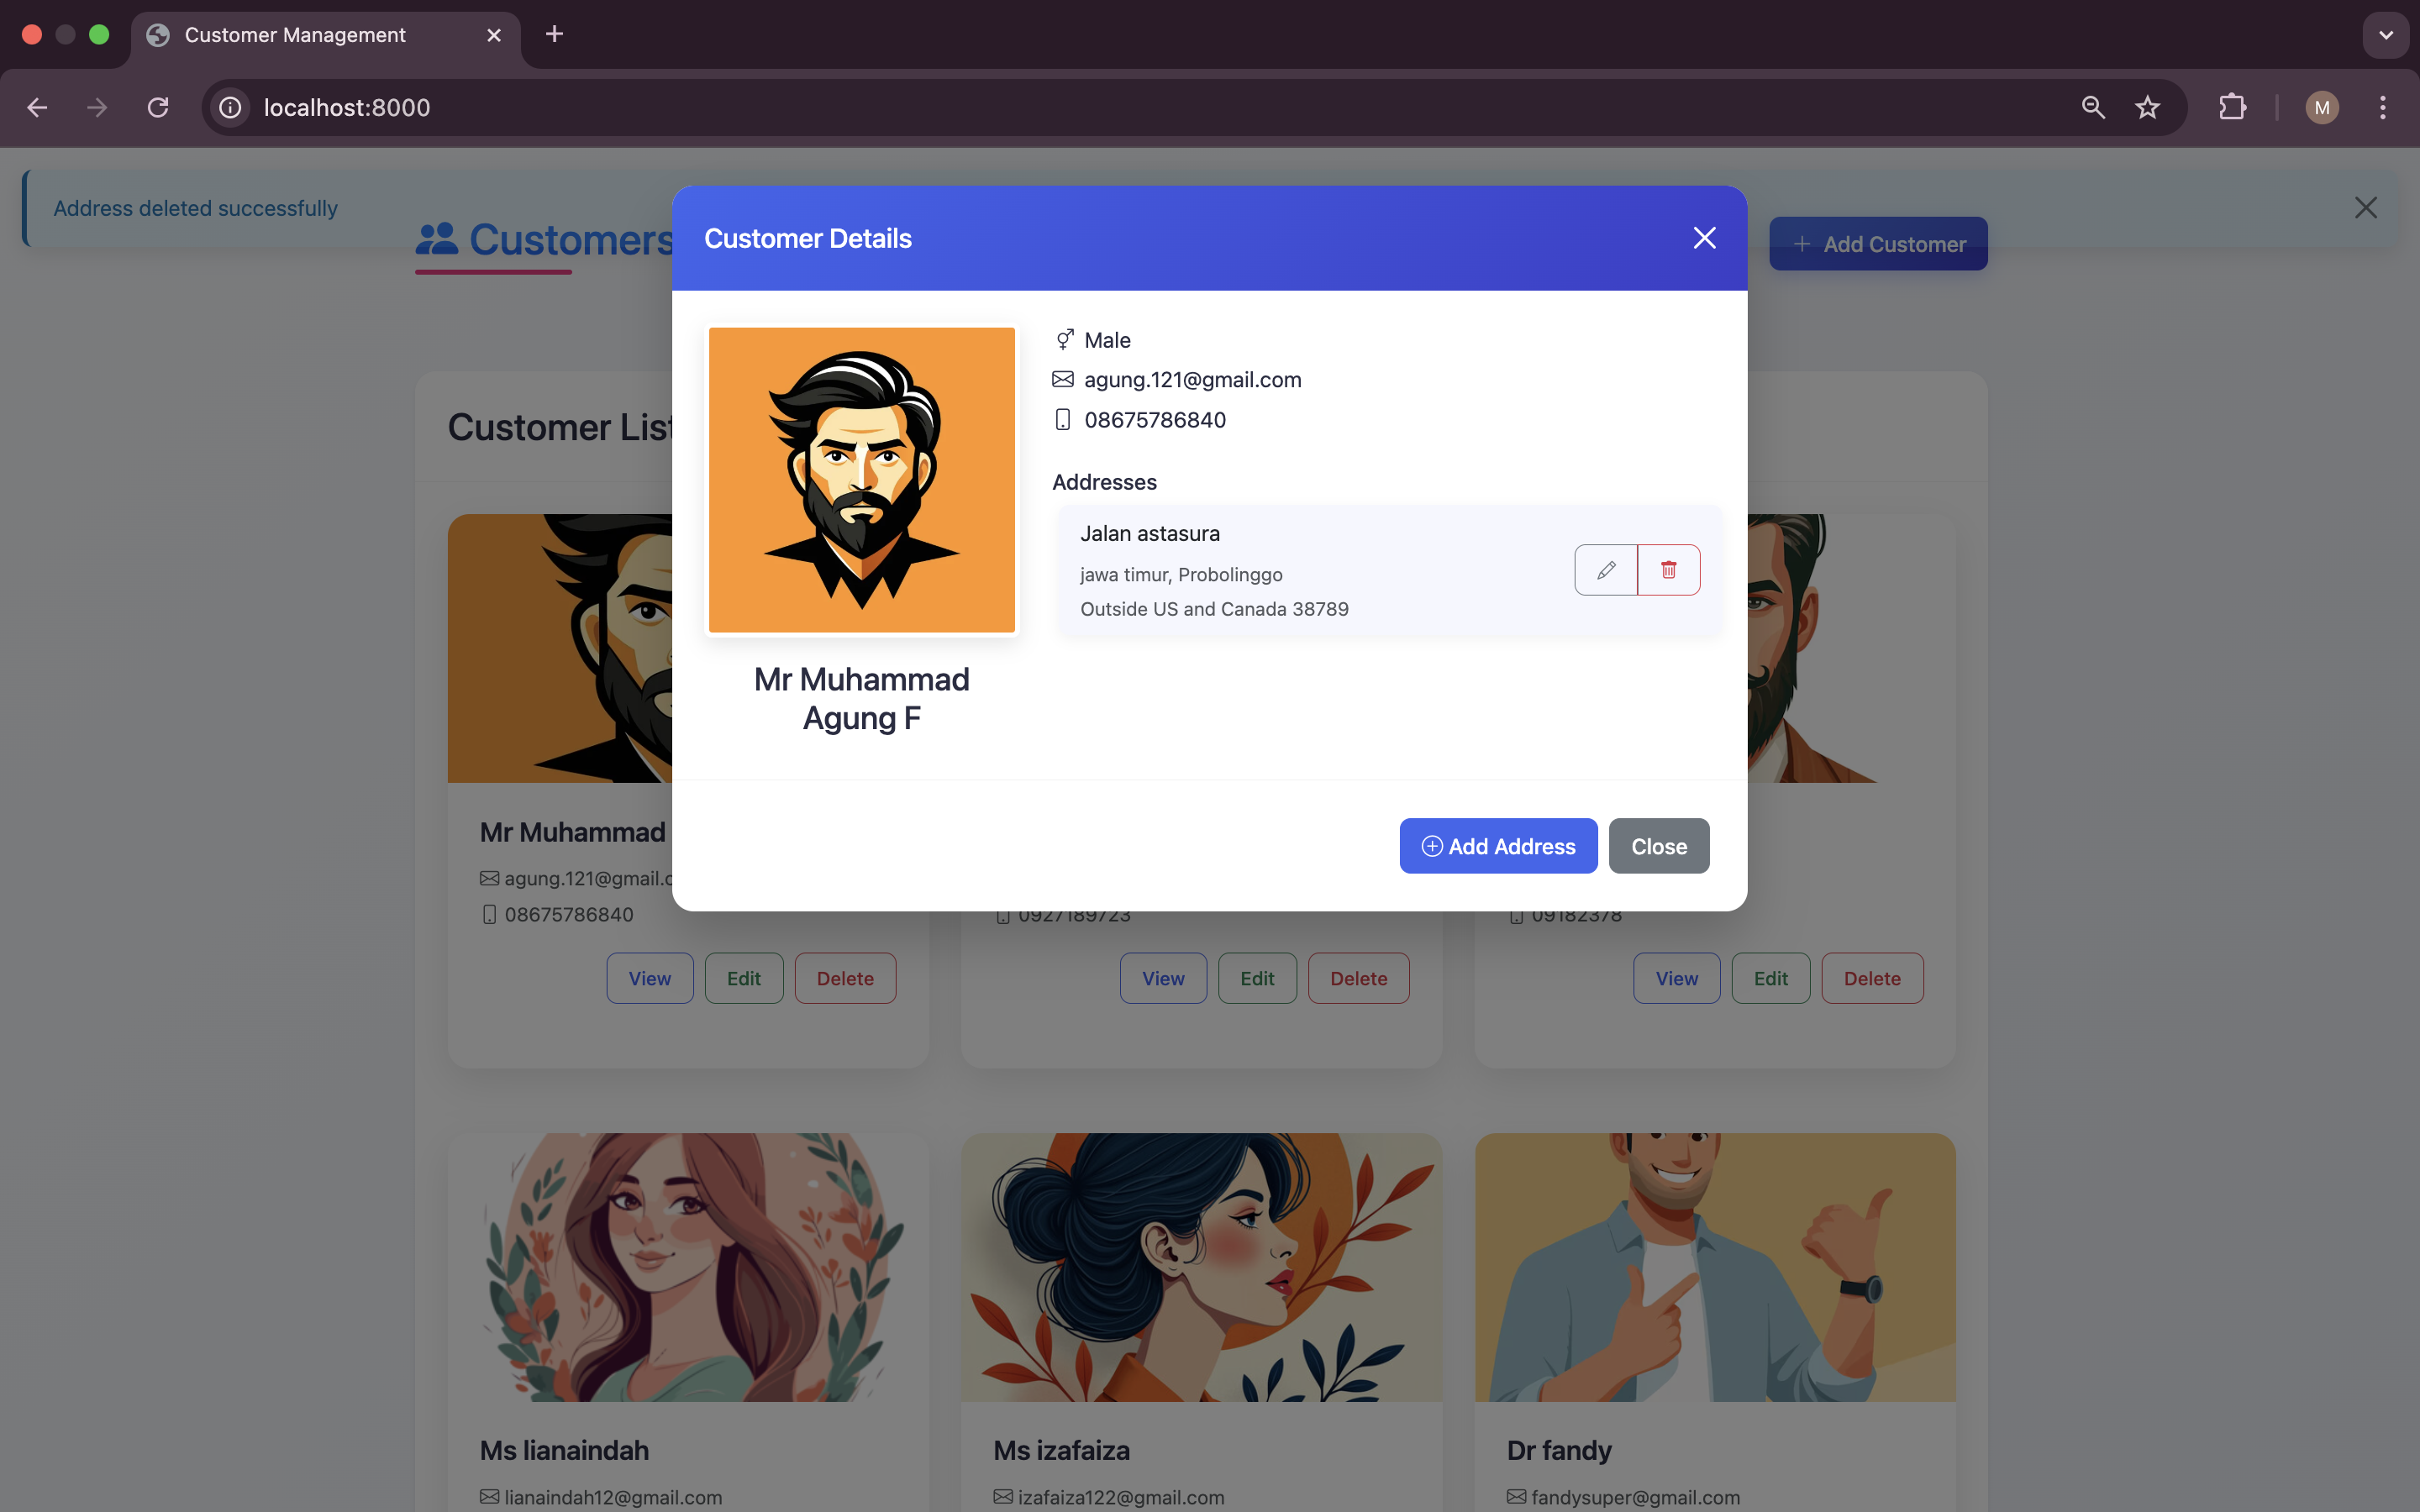 Customer Management
localhost:8000
M
Address deleted successfully
Customers
Add Customer
Customer Details
Male
agung.121@gmail.com
08675786840
Addresses
Jalan astasura
jawa timur, Probolinggo
Outside US and Canada 38789
Mr Muhammad
Agung F
Add Address
Close
Customer List
Mr Muhammad
agung.121@gmail.c
08675786840
View
Edit
Delete
0927189723
View
Edit
Delete
09182378
View
Edit
Delete
Ms lianaindah
lianaindah12@gmail.com
Ms izafaiza
izafaiza122@gmail.com
Dr fandy
fandysuper@gmail.com